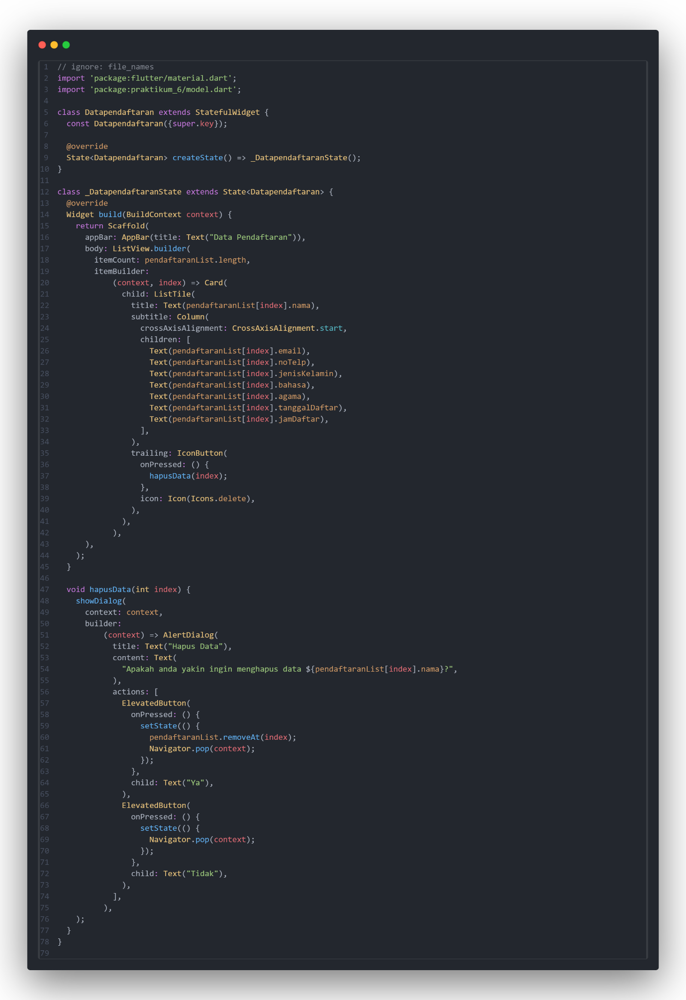 1 // ignore: file_names
2 import 'package:flutter/material.dart';
3 import 'package:praktikum_6/model.dart';
4
5 class Datapendaftaran extends StatefulWidget {
6   const Datapendaftaran({super.key});
7
8   @override
9   State<Datapendaftaran> createState() => _DatapendaftaranState();
10 }
11
12 class _DatapendaftaranState extends State<Datapendaftaran> {
13   @override
14   Widget build(BuildContext context) {
15     return Scaffold(
16       appBar: AppBar(title: Text("Data Pendaftaran")),
17       body: ListView.builder(
18         itemCount: pendaftaranList.length,
19         itemBuilder:
20             (context, index) => Card(
21               child: ListTile(
22                 title: Text(pendaftaranList[index].nama),
23                 subtitle: Column(
24                   crossAxisAlignment: CrossAxisAlignment.start,
25                   children: [
26                     Text(pendaftaranList[index].email),
27                     Text(pendaftaranList[index].noTelp),
28                     Text(pendaftaranList[index].jenisKelamin),
29                     Text(pendaftaranList[index].bahasa),
30                     Text(pendaftaranList[index].agama),
31                     Text(pendaftaranList[index].tanggalDaftar),
32                     Text(pendaftaranList[index].jamDaftar),
33                   ],
34                 ),
35                 trailing: IconButton(
36                   onPressed: () {
37                     hapusData(index);
38                   },
39                   icon: Icon(Icons.delete),
40                 ),
41               ),
42             ),
43       ),
44     );
45   }
46
47   void hapusData(int index) {
48     showDialog(
49       context: context,
50       builder:
51           (context) => AlertDialog(
52             title: Text("Hapus Data"),
53             content: Text(
54               "Apakah anda yakin ingin menghapus data ${pendaftaranList[index].nama}?",
55             ),
56             actions: [
57               ElevatedButton(
58                 onPressed: () {
59                   setState(() {
60                     pendaftaranList.removeAt(index);
61                     Navigator.pop(context);
62                   });
63                 },
64                 child: Text("Ya"),
65               ),
66               ElevatedButton(
67                 onPressed: () {
68                   setState(() {
69                     Navigator.pop(context);
70                   });
71                 },
72                 child: Text("Tidak"),
73               ),
74             ],
75           ),
76     );
77   }
78 }
79